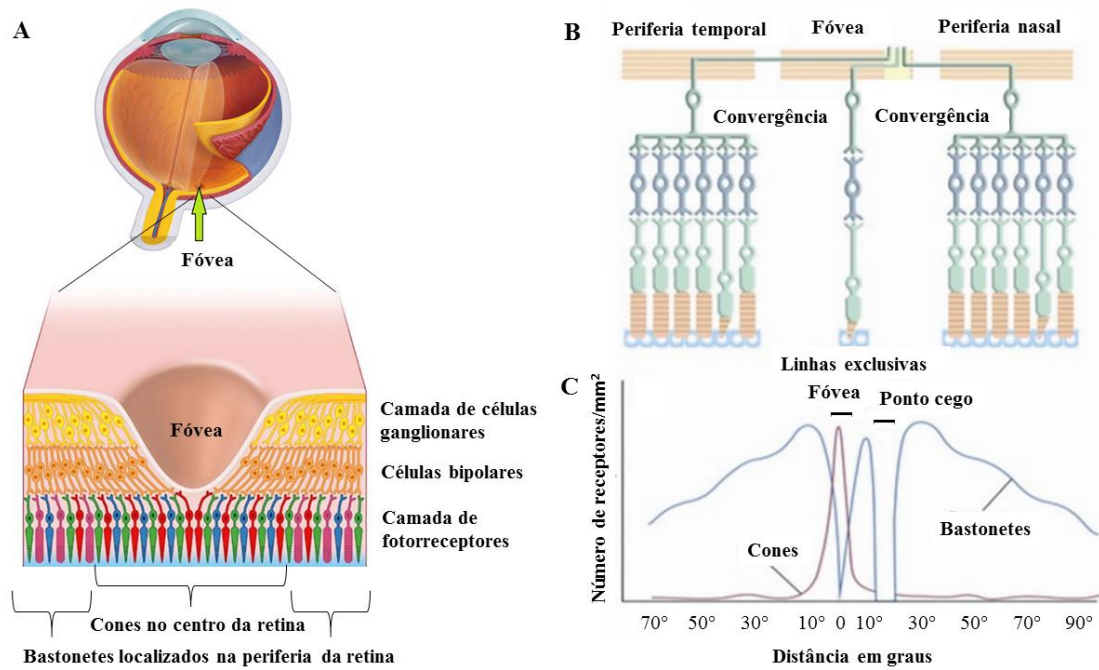 A
Fóvea
Fóvea
Camada de células
ganglionares
Células bipolares
Camada de
fotorreceptores
Cones no centro da retina
Bastonetes localizados na periferia da retina
B
Periferia temporal
Fóvea
Periferia nasal
Convergência
Convergência
Linhas exclusivas
C
Número de receptores/mm²
Fóvea
Ponto cego
Cones
Bastonetes
70° 50° 30° 10° 0 10° 30° 50° 70° 90°
Distância em graus